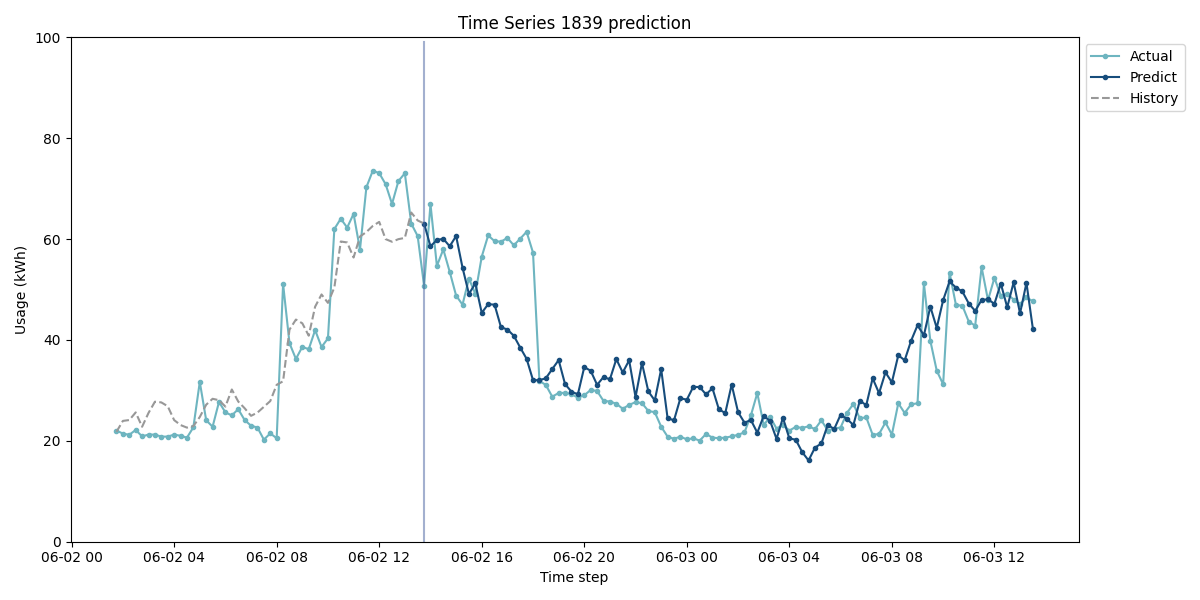 Time Series 1839 prediction
Usage (kWh)
100
80
60
40
20
0
06-02 00 06-02 04 06-02 08 06-02 12 06-02 16 06-02 20 06-03 00 06-03 04 06-03 08 06-03 12
Time step
Actual
Predict
History